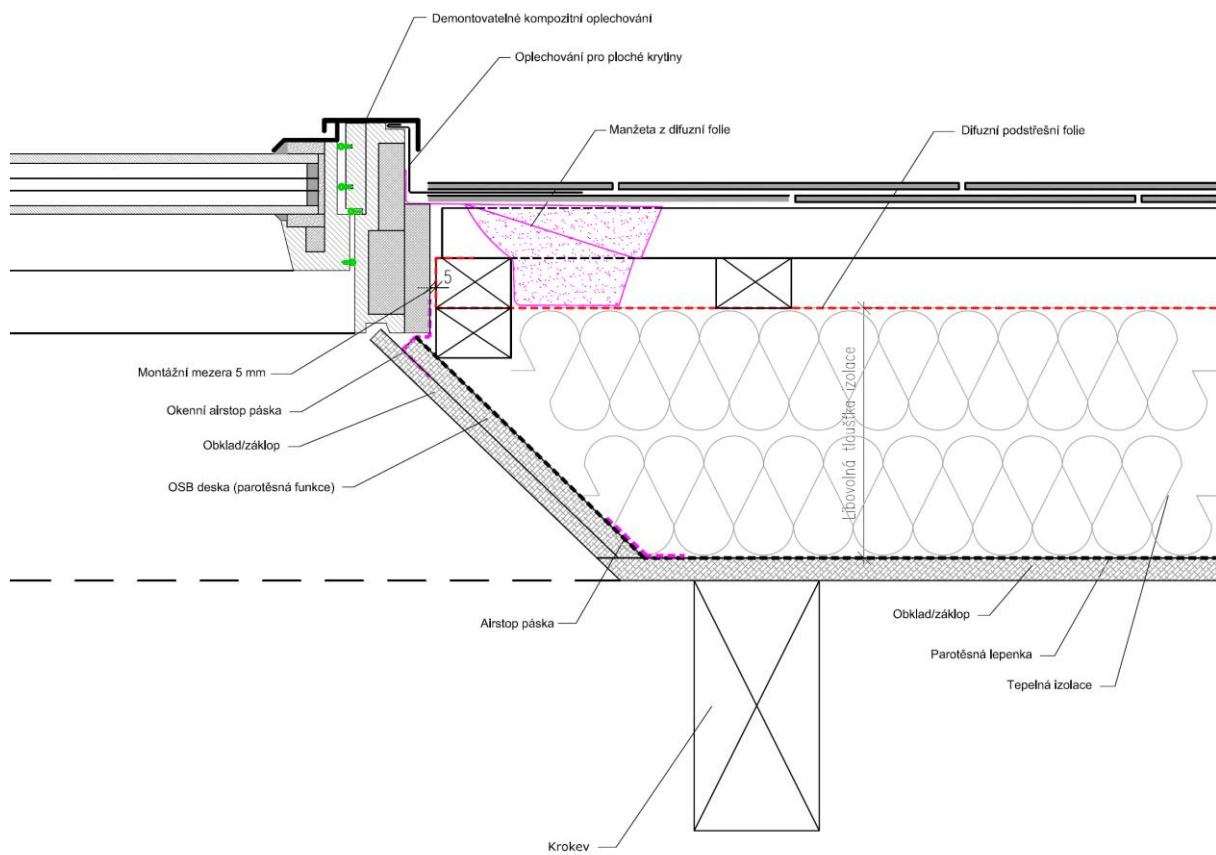 Demontovatelné kompozitní oplechování
Oplechování pro ploché krytiny
Manžeta z difuzní folie
Difuzní podstřešní folie
5
Montážní mezera 5 mm
Okenní airstop páska
Obklad/záklop
OSB deska (parotěsná funkce)
Libovolná tloušťka izolace
Airstop páska
Obklad/záklop
Parotěsná lepenka
Tepelná izolace
Krokev